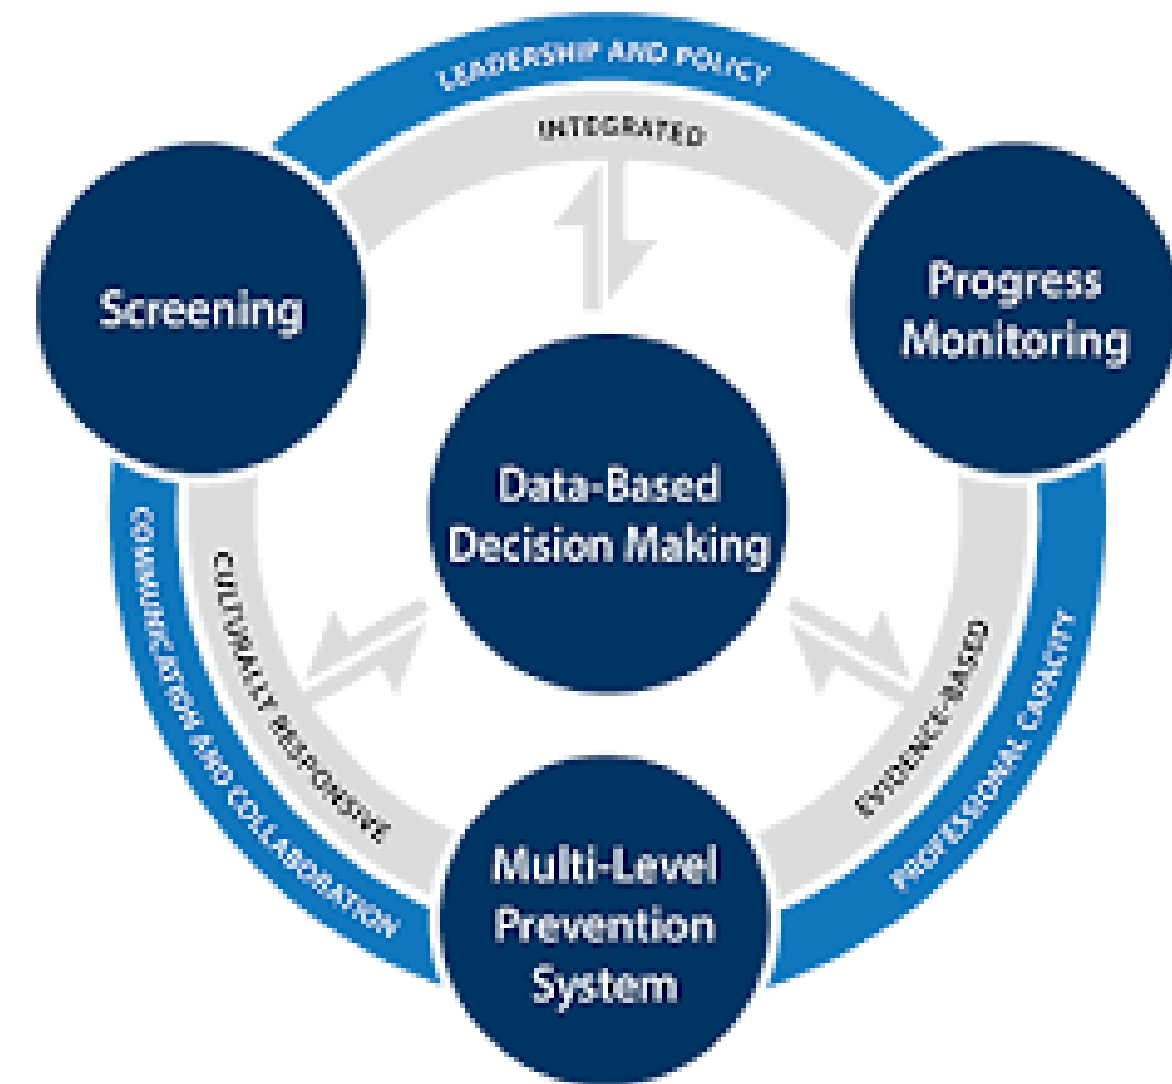 LEADERSHIP AND POLICY
INTEGRATED
Screening
Progress
Monitoring
Data-Based
Decision Making
COMMUNICATION AND COLLABORATION
CULTURALLY RESPONSIVE
EVIDENCE-BASED
PROFESSIONAL CAPACITY
Multi-Level
Prevention
System